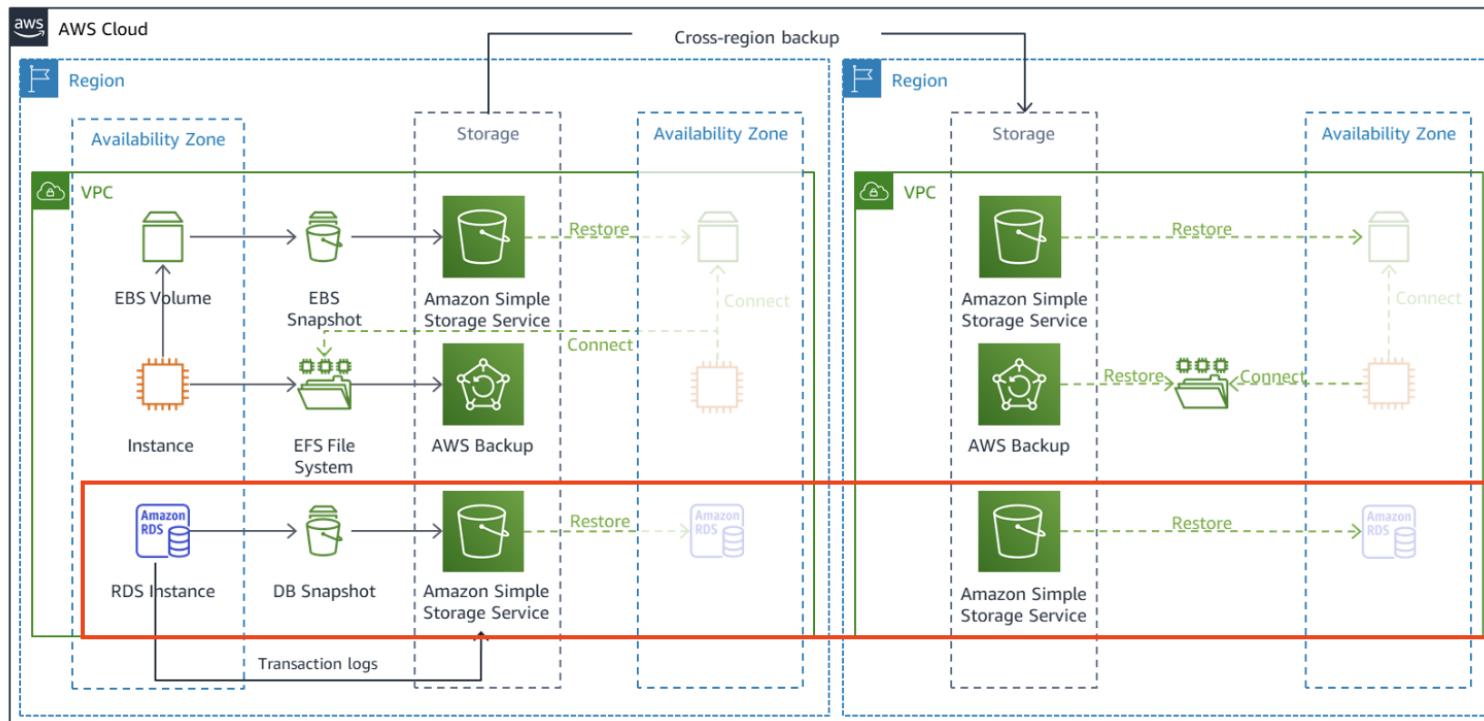 aws
AWS Cloud
Cross-region backup
Region
Region
Availability Zone
Storage
Availability Zone
Storage
Availability Zone
VPC
VPC
Restore
Restore
EBS Volume
EBS
Snapshot
Amazon Simple
Storage Service
Connect
Amazon Simple
Storage Service
Connect
Connect
Restore
Connect
Instance
EFS File
System
AWS Backup
AWS Backup
Amazon
RDS
Restore
Amazon
RDS
Restore
Amazon
RDS
RDS Instance
DB Snapshot
Amazon Simple
Storage Service
Amazon Simple
Storage Service
Transaction logs